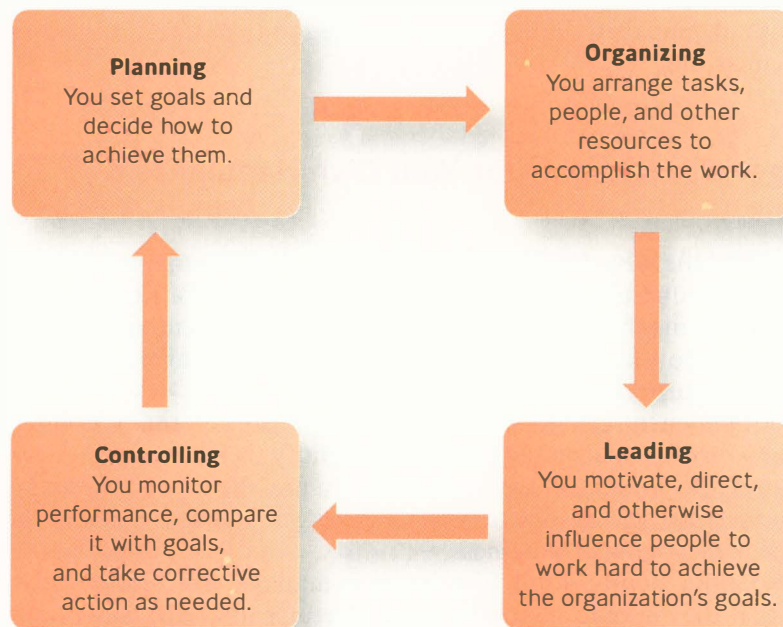 Planning
You set goals and
decide how to
achieve them.
Organizing
You arrange tasks,
people, and other
resources to
accomplish the work.
Leading
You motivate, direct,
and otherwise
influence people to
work hard to achieve
the organization's goals.
Controlling
You monitor
performance, compare
it with goals,
and take corrective
action as needed.